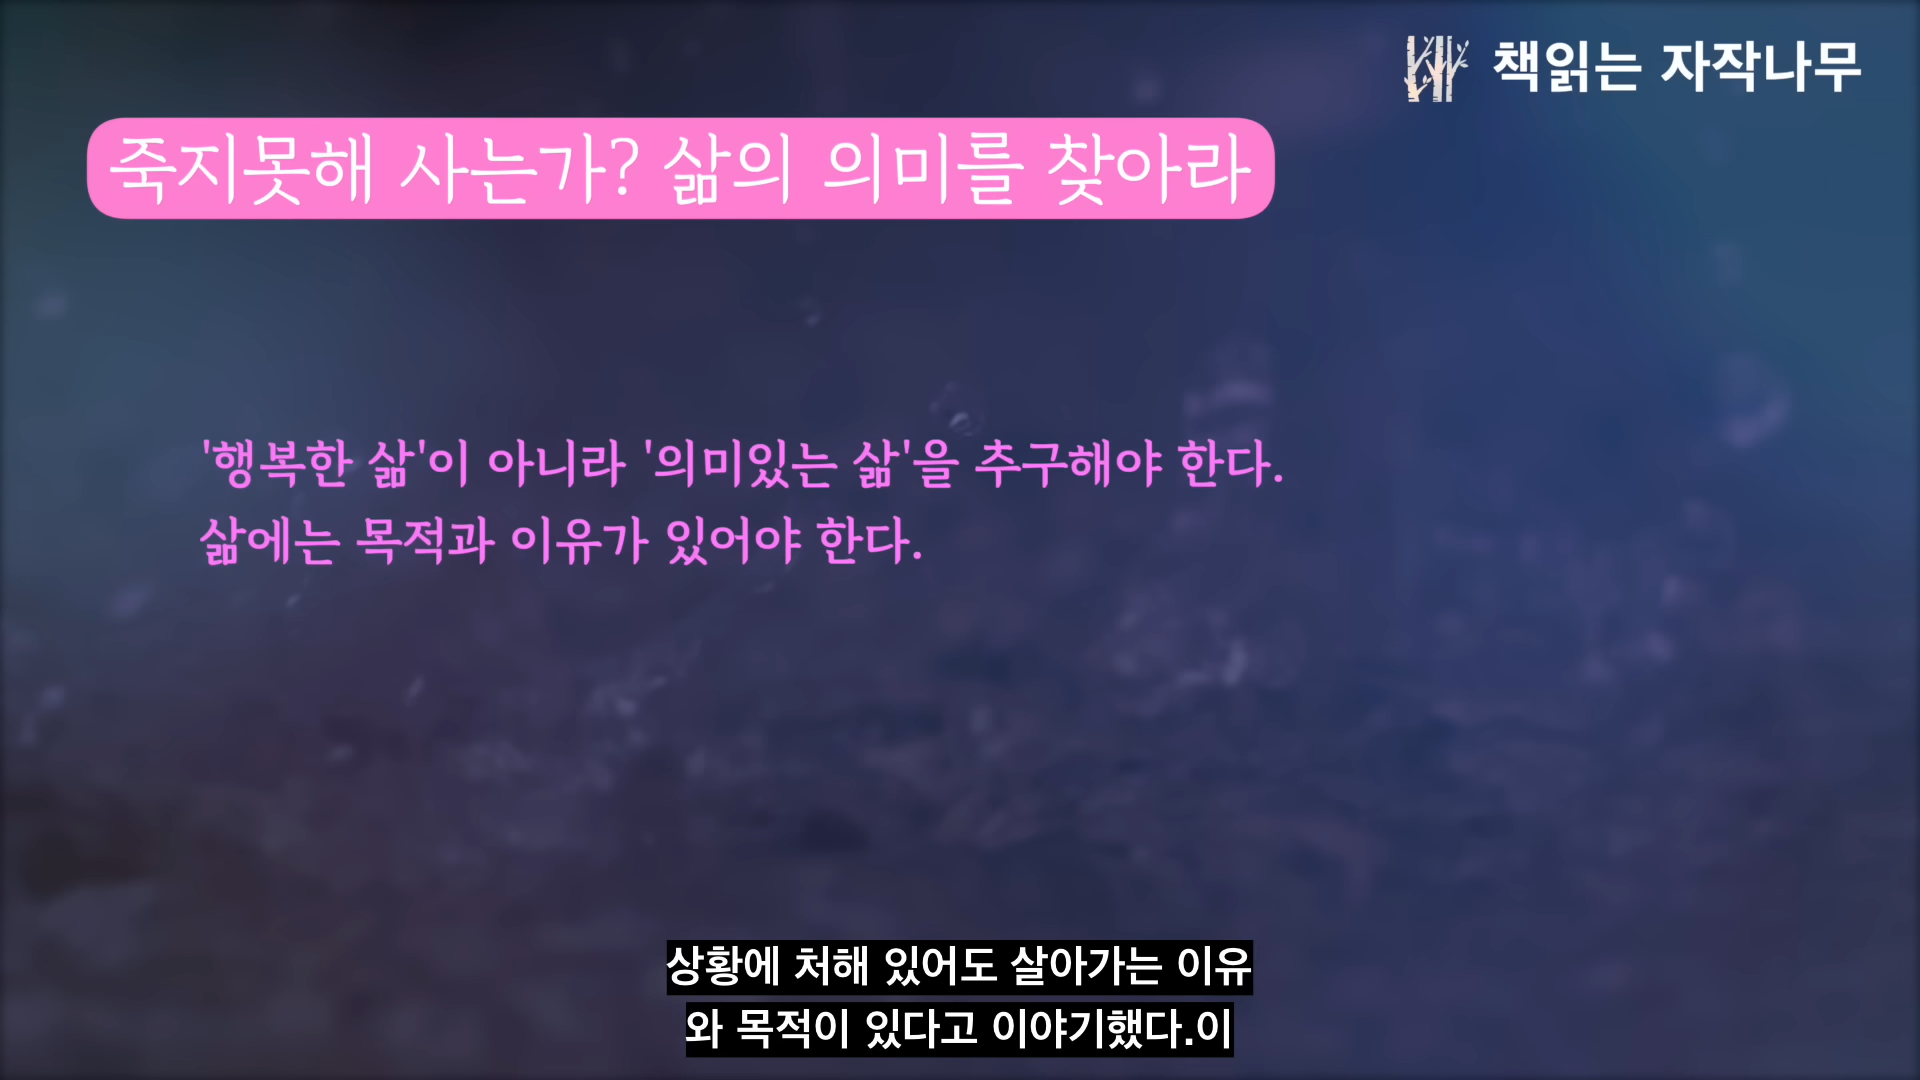 책읽는 자작나무
죽지못해 사는가? 삶의 의미를 찾아라
'행복한 삶'이 아니라 '의미있는 삶'을 추구해야 한다.
삶에는 목적과 이유가 있어야 한다.
상황에 처해 있어도 살아가는 이유
와 목적이 있다고 이야기했다.이